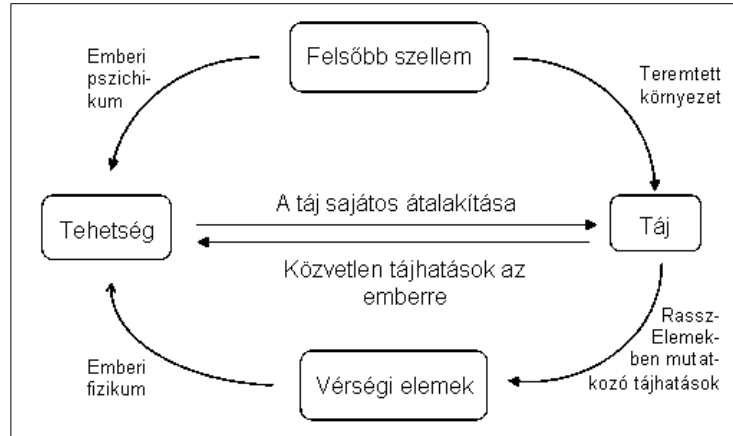 Felsőbb szellem
Emberi
pszichi-
kum
Teremtett
környezet
Tehetség
A táj sajátos átalakítása
Táj
Közvetlen tájhatások az
emberre
Emberi
fizikum
Vérségi elemek
Rassz-
Elemek-
ben mutat-
kozó tájhatások